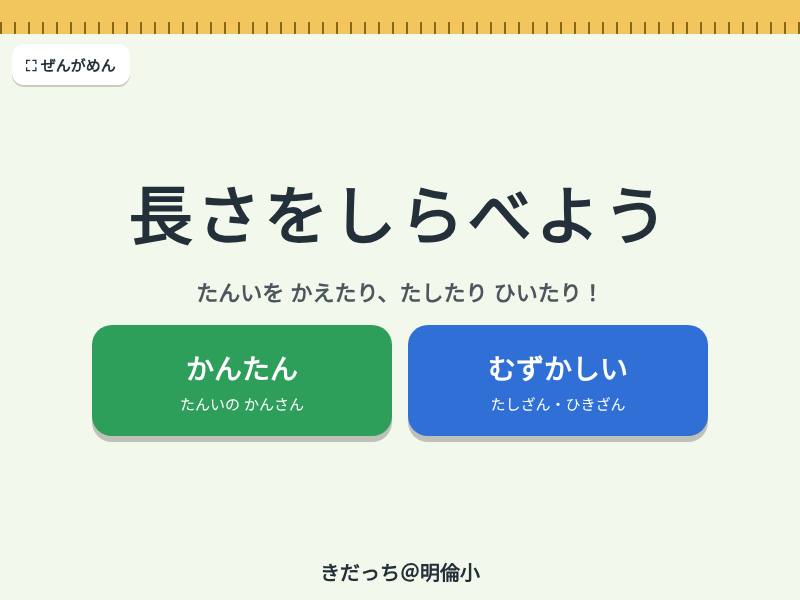 ぜんがめん
長さをしらべよう
たんいを かえたり、たしたり ひいたり！
かんたん
たんいの かんさん
むずかしい
たしざん・ひきざん
きだっち＠明倫小